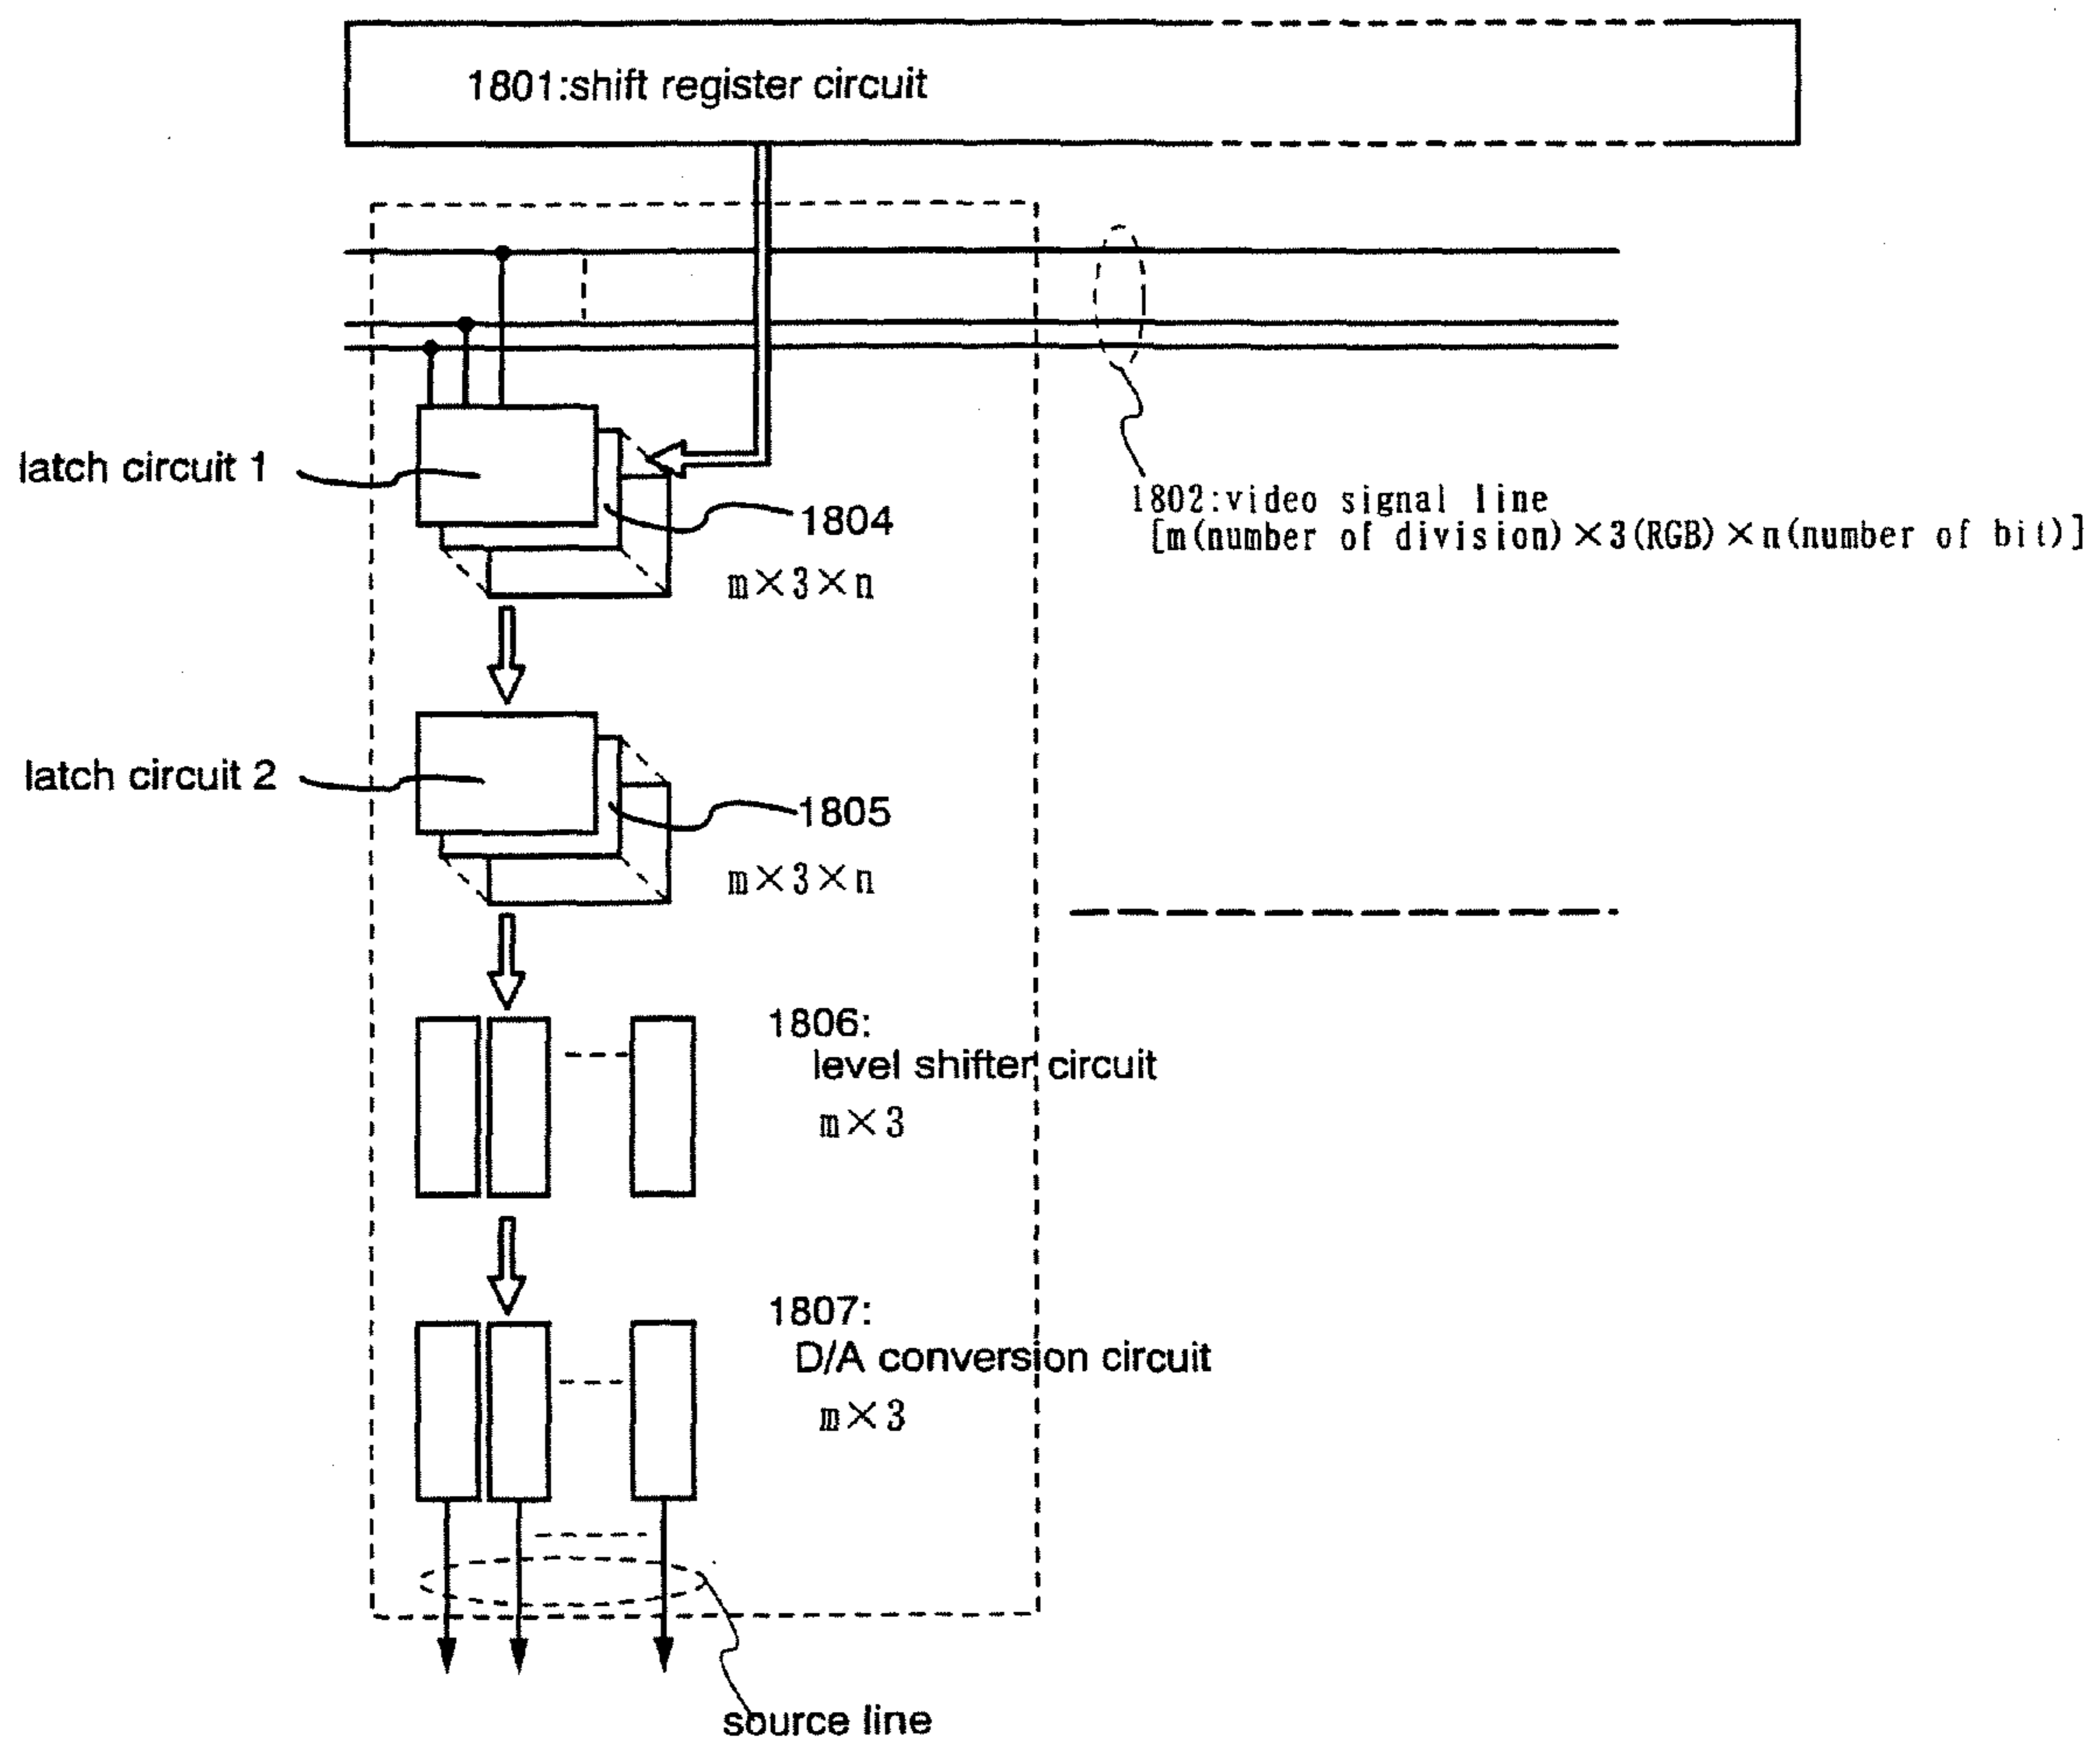 1801:shift register circuit
latch circuit 1
1804
m×3×n
1802:video signal line
[m(number of division)×3(RGB)×n(number of bit)]
latch circuit 2
1805
m×3×n
1806:
level shifter circuit
m×3
1807:
D/A conversion circuit
m×3
source line